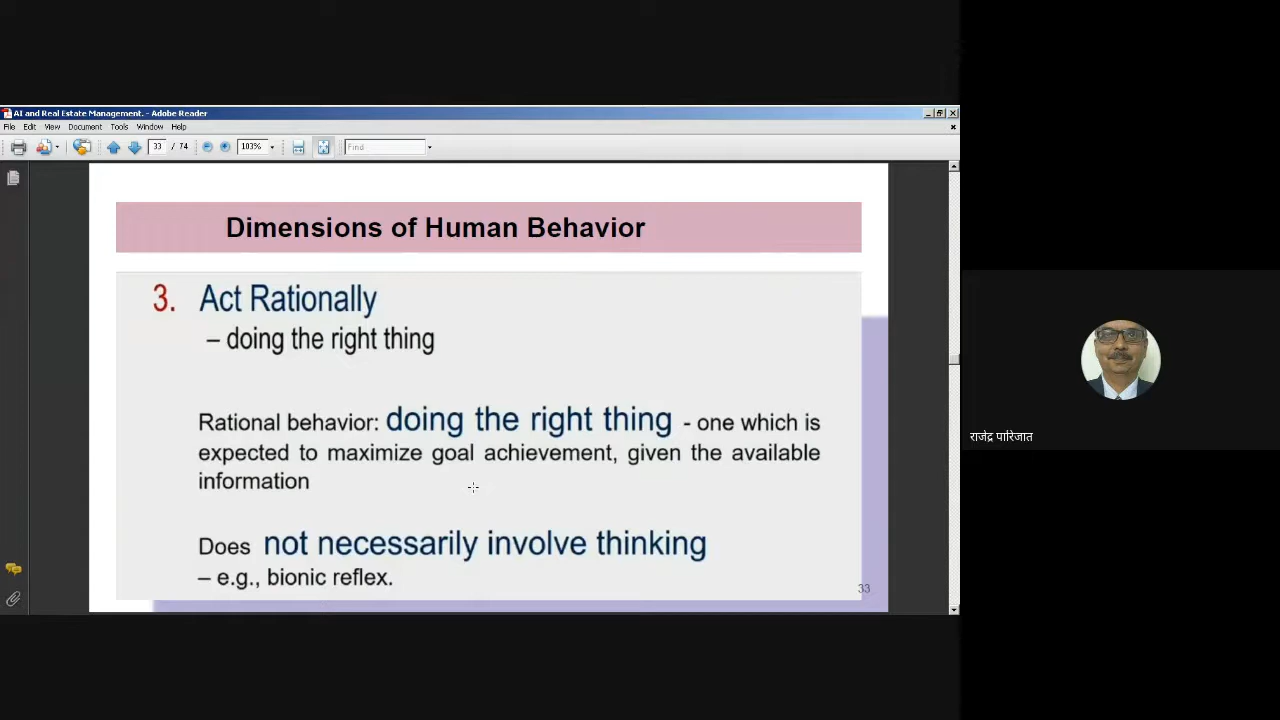 AI and Real Estate Management. - Adobe Reader
File Edit View Document Tools Window Help
33 / 74 103% Find
Dimensions of Human Behavior
3. Act Rationally
– doing the right thing
Rational behavior: doing the right thing - one which is
expected to maximize goal achievement, given the available
information
Does not necessarily involve thinking
– e.g., bionic reflex.
33
राजेंद्र पारिजात